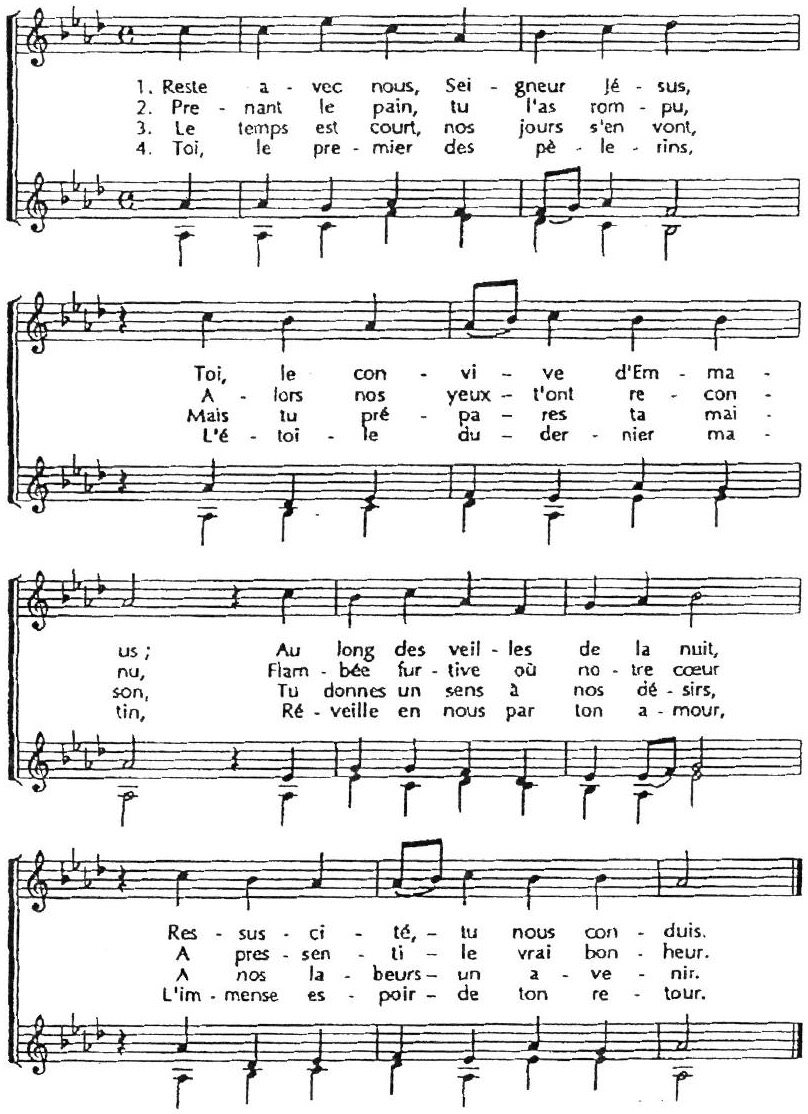 1. Reste a - vec nous, Sei - gneur Jé - sus,
2. Pre - nant le pain, tu l'as rom - pu,
3. Le temps est court, nos jours s'en vont,
4. Toi, le pre - mier des pè - le - rins,
Toi, le con - vi – ve d'Em - ma -
A - lors nos yeux – t'ont re - con -
Mais tu pré - pa – res ta mai -
L'é - toi - le du – der - nier ma -
us ; Au long des veil - les de la nuit,
nu, Flam - bée fur - tive où no - tre cœur
son, Tu donnes un sens à nos dé - sirs,
tin, Ré - veille en nous par ton a - mour,
Res - sus - ci - té, – tu nous con - duis.
A pres - sen - ti – le vrai bon - heur.
A nos la - beurs – un a - ve - nir.
L'im - mense es - poir – de ton re - tour.